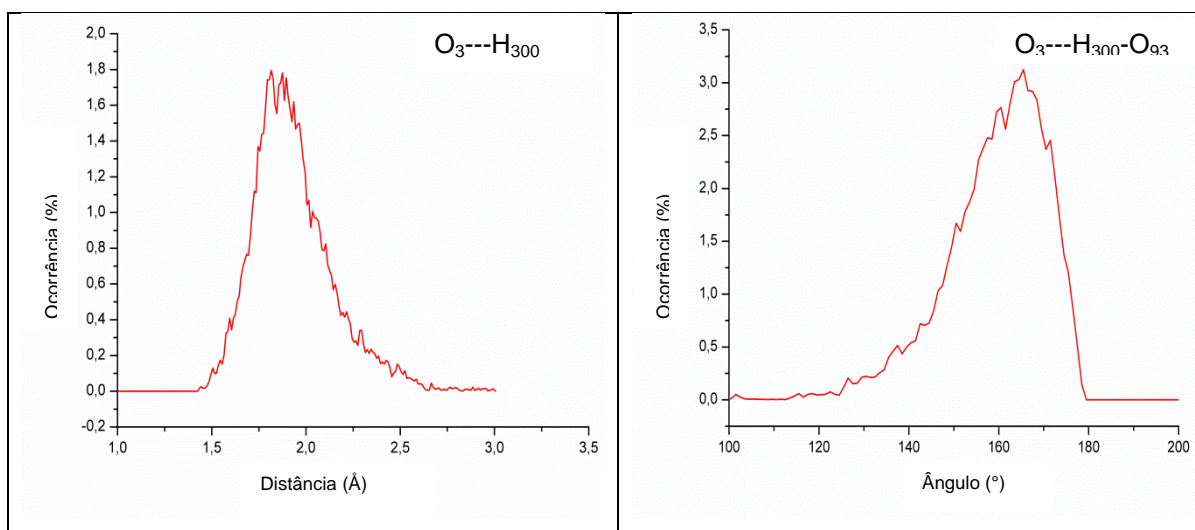 O₃---H₃₀₀
2,0
1,8
1,6
1,4
1,2
1,0
0,8
0,6
0,4
0,2
0,0
-0,2
Ocorrência (%)
1,0 1,5 2,0 2,5 3,0 3,5
Distância (Å)
O₃---H₃₀₀-O₉₃
3,5
3,0
2,5
2,0
1,5
1,0
0,5
0,0
Ocorrência (%)
100 120 140 160 180 200
Ângulo (°)